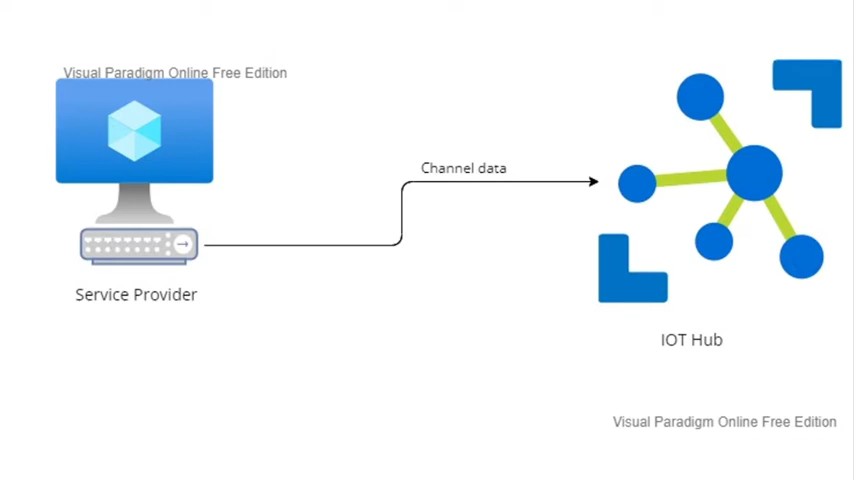 Visual Paradigm Online Free Edition
Channel data
Service Provider
IOT Hub
Visual Paradigm Online Free Edition